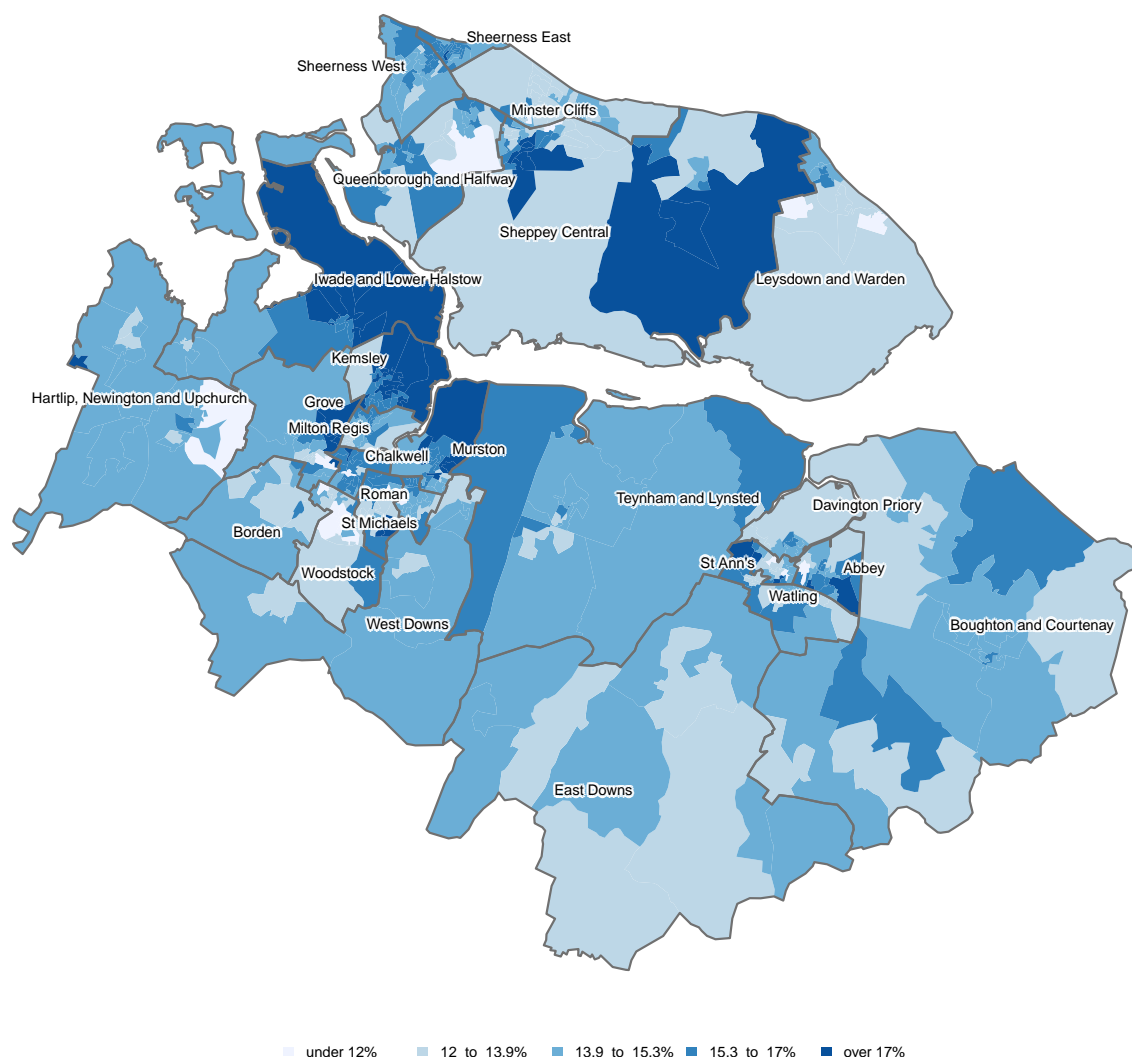 Sheerness East
Sheerness West
Minster Cliffs
Queenborough and Halfway
Sheppey Central
Iwade and Lower Halstow
Leysdown and Warden
Kemsley
Hartlip, Newington and Upchurch
Grove
Milton Regis
Chalkwell
Murston
Roman
Teynham and Lynsted
Davington Priory
St Michaels
Borden
St Ann's
Abbey
Woodstock
Watling
West Downs
Boughton and Courtenay
East Downs
under 12% 12 to 13.9% 13.9 to 15.3% 15.3 to 17% over 17%